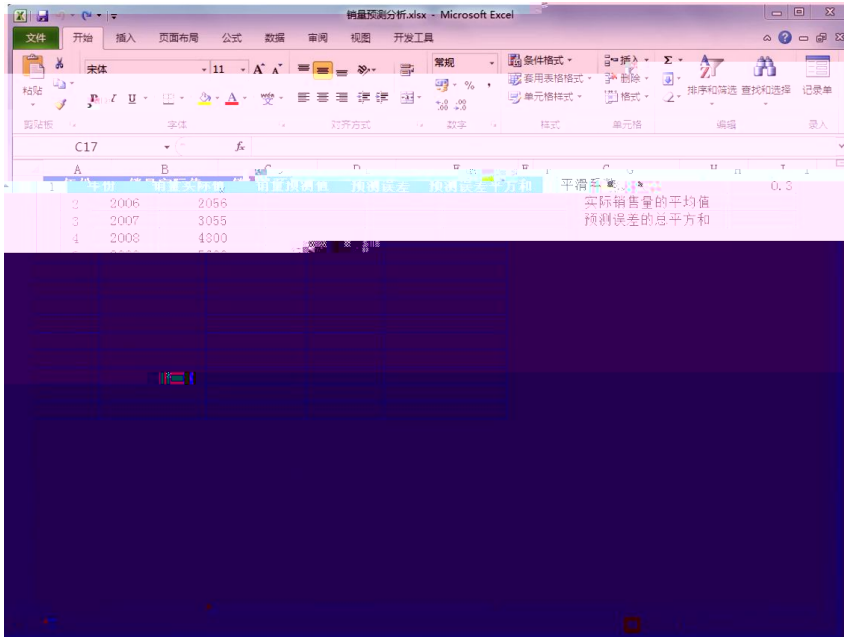 销量预测分析.xlsx - Microsoft Excel
文件 开始 插入 页面布局 公式 数据 审阅 视图 开发工具
宋体 11 A A 常规 条件格式 插入 Σ
粘贴 B I U A % , 套用表格格式 删除 排序和筛选 查找和选择 记录单
单元格样式 格式
剪贴板 字体 对齐方式 数字 样式 单元格 编辑 录入
C17 fx
A B C D E F G H I
1 年份 销量实际值 销量预测值 预测误差 预测误差平方和 平滑系 0.3
2 2006 2056 实际销售量的平均值
3 2007 3055 预测误差的总平方和
4 2008 4800